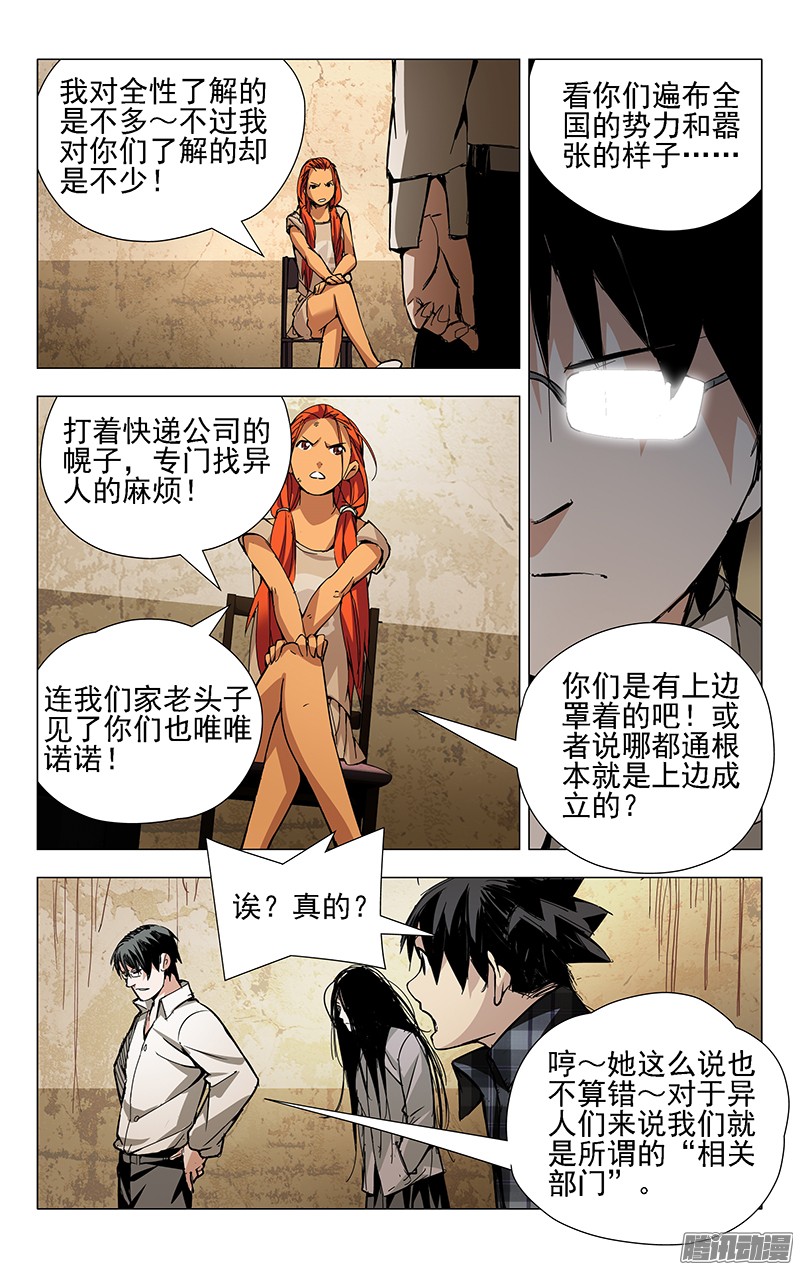 我对全性了解的
是不多～不过我
对你们了解的却
是不少！
打着快递公司的
幌子，专门找异
人的麻烦！
连我们家老头子
见了你们也唯唯
诺诺！
看你们遍布全
国的势力和嚣
张的样子……
你们是有上边
罩着的吧！或
者说哪都通根
本就是上边成
立的？
诶？真的？
哼～她这么说也
不算错～对于异
人们来说我们就
是所谓的“相关
部门”。
腾讯动漫